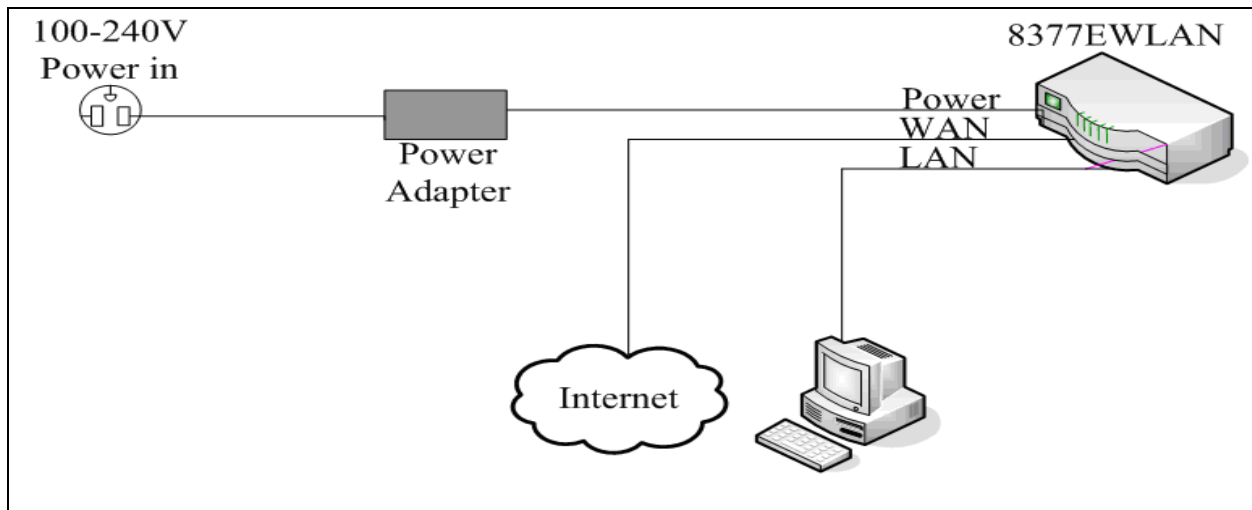 100-240V
Power in
8377EWLAN
Power
WAN
LAN
Power
Adapter
Internet